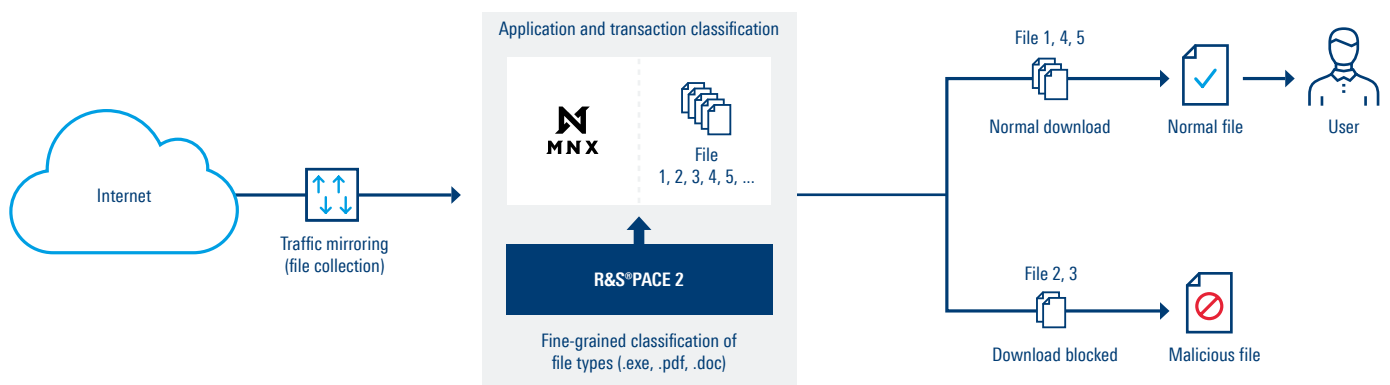 Internet
Traffic mirroring
(file collection)
Application and transaction classification
MNX
File
1, 2, 3, 4, 5, ...
R&S®PACE 2
Fine-grained classification of
file types (.exe, .pdf, .doc)
File 1, 4, 5
Normal download
Normal file
User
File 2, 3
Download blocked
Malicious file